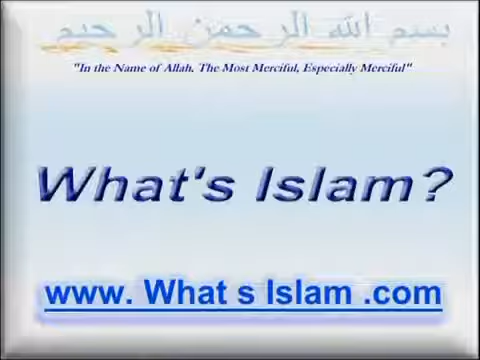 بسم الله الرحمن الرحيم
"In the Name of Allah, The Most Merciful, Especially Merciful"
What's Islam?
www. What s Islam .com